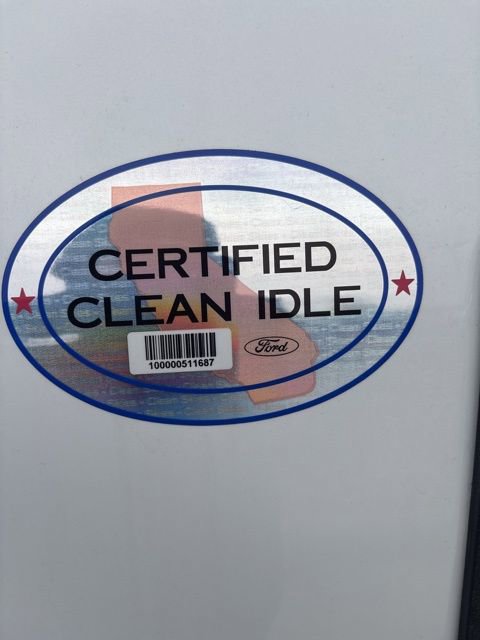 CERTIFIED
CLEAN IDLE
100000511687
Ford